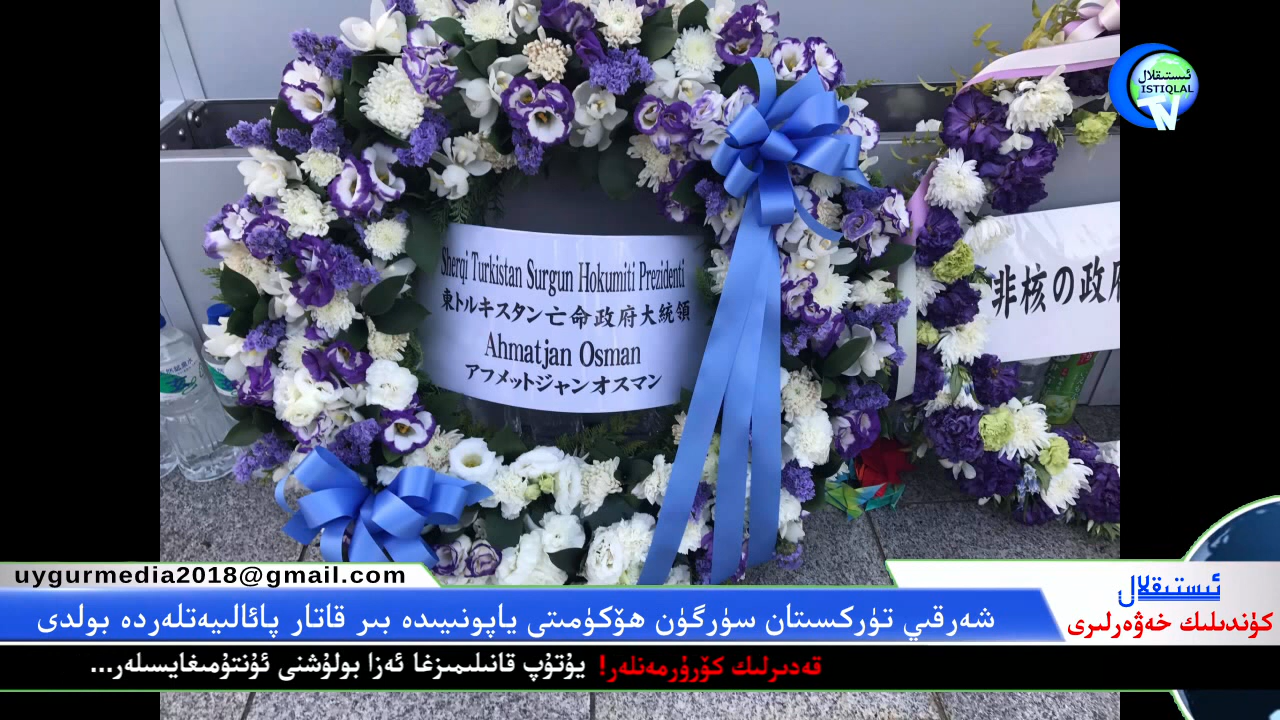 ئىستىقلال
ISTIQLAL
TV
Sherqi Turkistan Surgun Hokumiti Prezidenti
東トルキスタン亡命政府大統領
Ahmatjan Osman
アフメットジャンオスマン
非核の政府
uygurmedia2018@gmail.com
ئىستىقلال
كۈندىلىك خەۋەرلىرى
شەرقىي تۈركىستان سۈرگۈن ھۆكۈمىتى ياپونىيىدە بىر قاتار پائالىيەتلەردە بولدى
قەدىرلىك كۆرۈرمەنلەر! يۇتۇپ قانىلىمىزغا ئەزا بولۇشنى ئۇنتۇمىغايسىلەر...